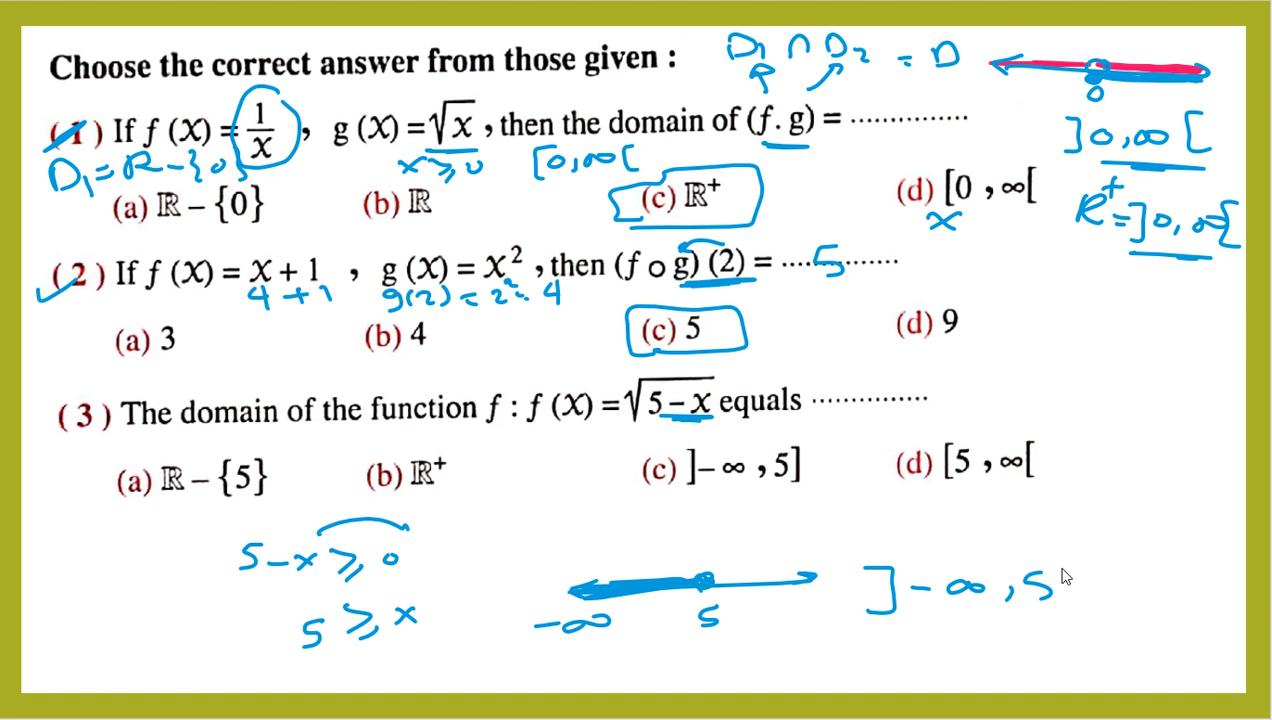 Choose the correct answer from those given :
D₁ ∩ D₂ = D
R
0
(1) If f (X) = 1/x , g (X) = √x , then the domain of (f . g) = ..............
]0,∞[
D₁ = R - {0}
x ≥ 0
[0,∞[
(a) ℝ – {0} (b) ℝ (c) ℝ⁺ (d) [0 , ∞[
x
R⁺ = ]0,∞[
(2) If f (X) = X + 1 , g (X) = X² , then (f o g) (2) = ....5..........
4 + 1
g(2) = 2² = 4
(a) 3 (b) 4 (c) 5 (d) 9
(3) The domain of the function f : f (X) = √5 – x equals ...............
(a) ℝ – {5} (b) ℝ⁺ (c) ]– ∞ , 5] (d) [5 , ∞[
5 - x ≥ 0
5 ≥ x
-∞ 5
]- ∞ , 5